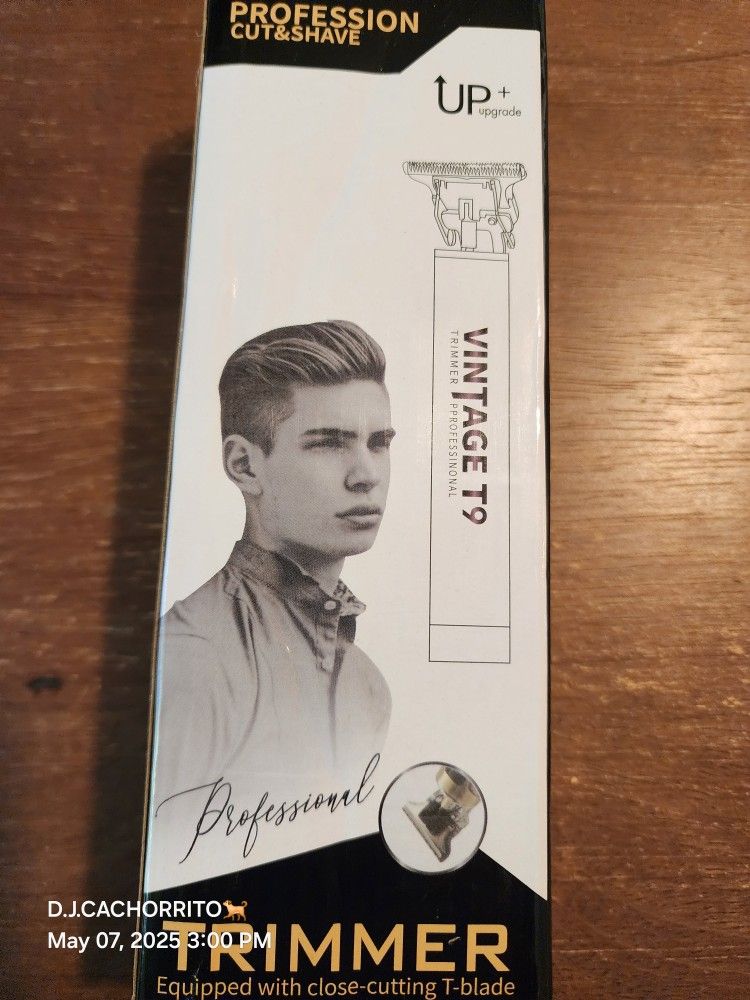 PROFESSION
CUT&SHAVE
UP+
upgrade
VINTAGE T9
TRIMMER PPROFESSINONAL
Professional
D.J.CACHORRITO🐕
May 07, 2025 3:00 PM
TRIMMER
Equipped with close-cutting T-blade